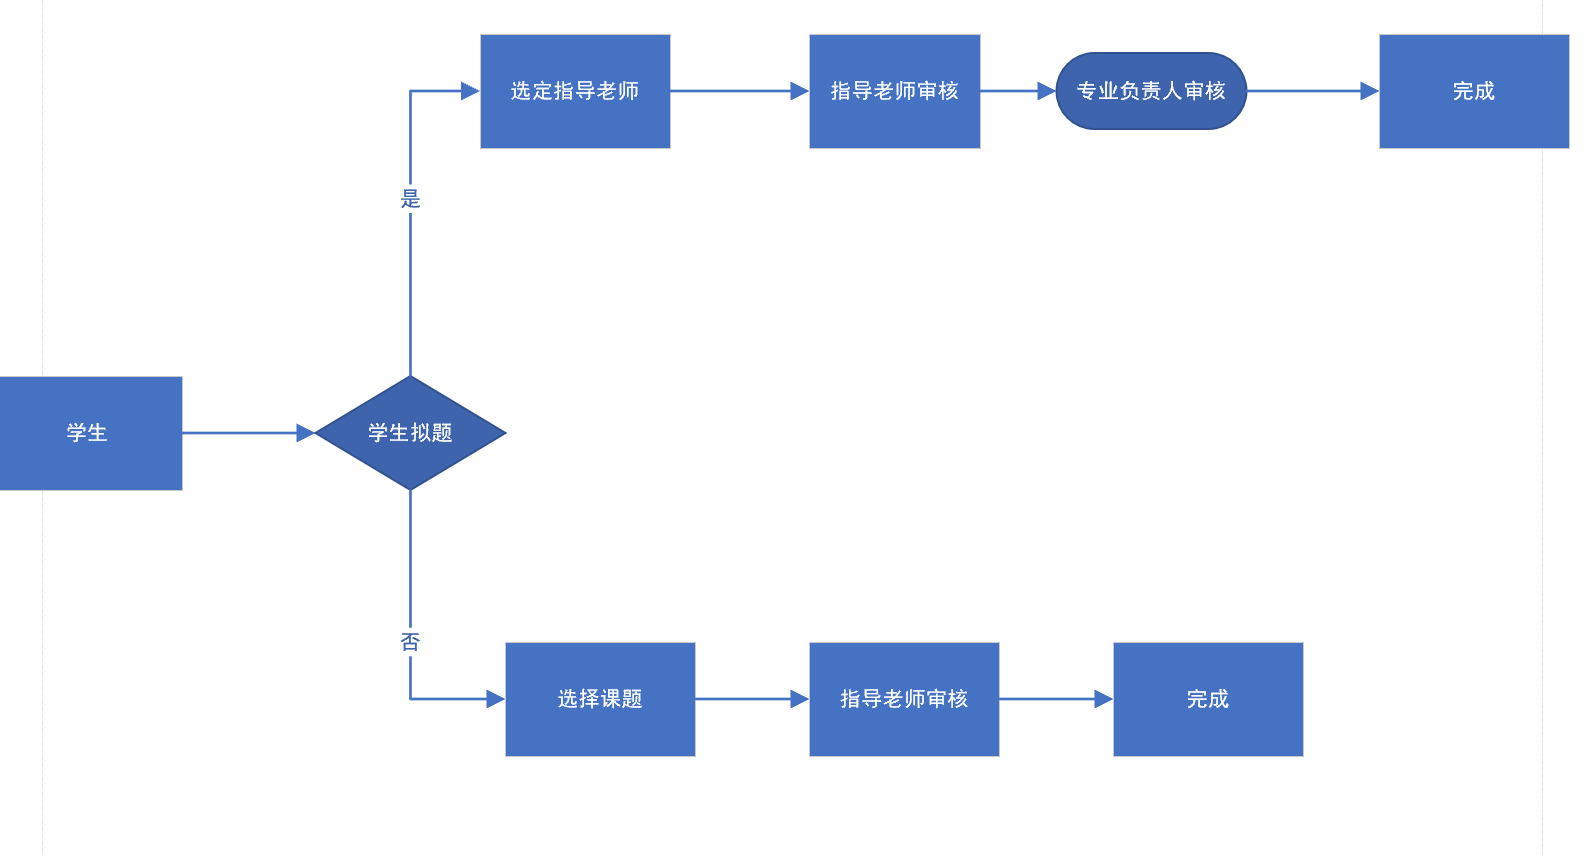 选定指导老师
指导老师审核
专业负责人审核
完成
是
学生
学生拟题
否
选择课题
指导老师审核
完成